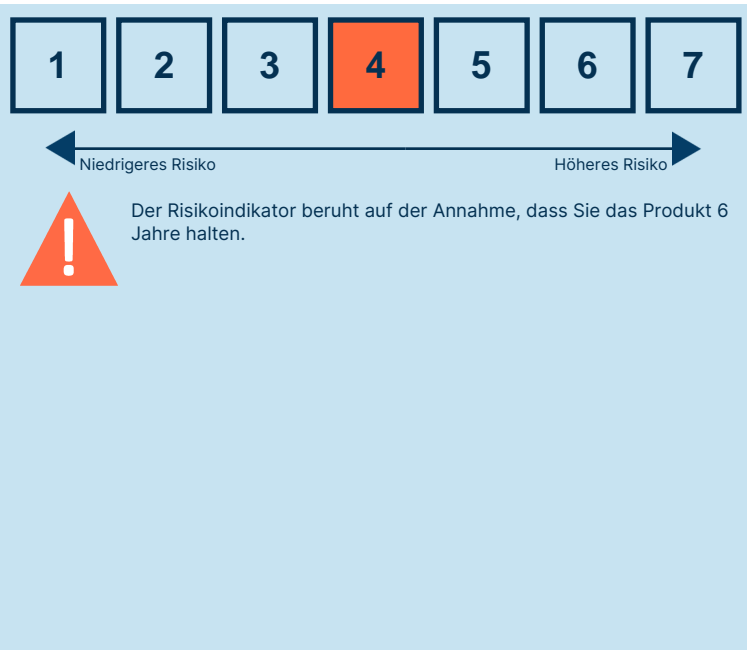 1 2 3 4 5 6 7
Niedrigeres Risiko Höheres Risiko
Der Risikoindikator beruht auf der Annahme, dass Sie das Produkt 6
Jahre halten.